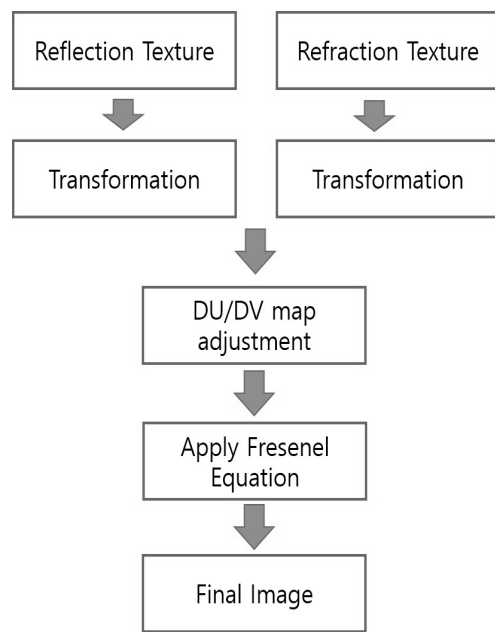 Reflection Texture
Refraction Texture
Transformation
Transformation
DU/DV map
adjustment
Apply Fresenel
Equation
Final Image